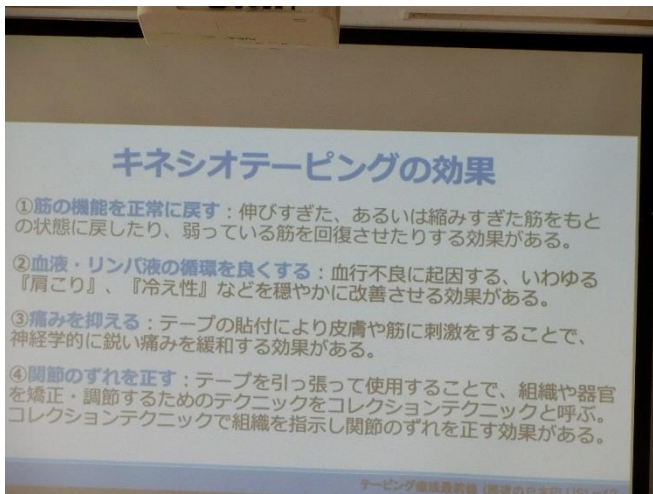 キネシオテーピングの効果
①筋の機能を正常に戻す：伸びすぎた、あるいは縮みすぎた筋をもと
の状態に戻したり、弱っている筋を回復させたりする効果がある。
②血液・リンパ液の循環を良くする：血行不良に起因する、いわゆる
『肩こり』、『冷え性』などを穏やかに改善させる効果がある。
③痛みを抑える：テープの貼付により皮膚や筋に刺激をすることで、
神経学的に鋭い痛みを緩和する効果がある。
④関節のずれを正す：テープを引っ張って使用することで、組織や器官
を矯正・調節するためのテクニックをコレクションテクニックと呼ぶ。
コレクションテクニックで組織を指示し関節のずれを正す効果がある。
テーピング